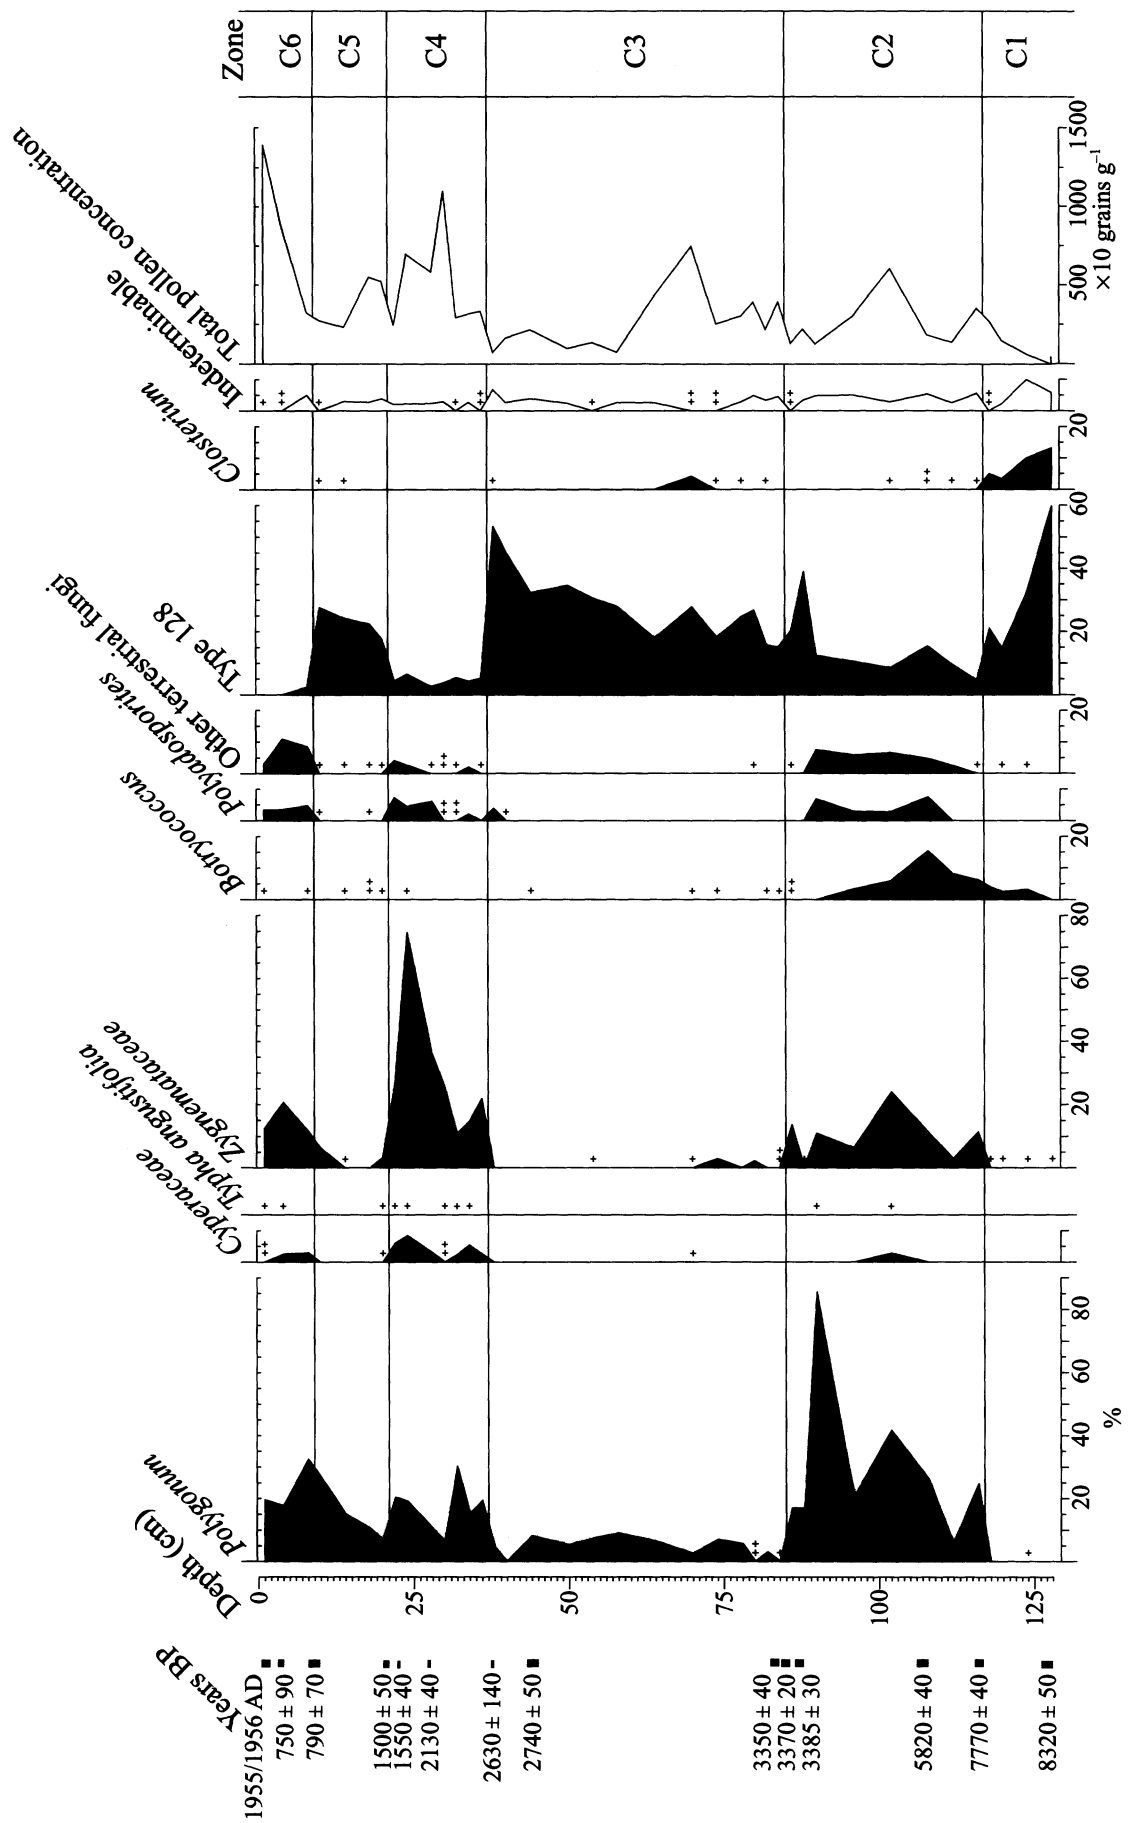 Years BP
Depth (cm)
Polygonum
Cyperaceae
Typha angustifolia
Zygnemataceae
Botryococcus
Polyadosporites
Other terrestrial fungi
Type 128
Closterium
Indeterminable
Total pollen concentration
Zone
1955/1956 AD
750 ± 90
790 ± 70
1500 ± 50
1550 ± 40
2130 ± 40
2630 ± 140
2740 ± 50
3350 ± 40
3370 ± 20
3385 ± 30
5820 ± 40
7770 ± 40
8320 ± 50
0
25
50
75
100
125
C6
C5
C4
C3
C2
C1
20 40 60 80
20 40 60 80
20
20
20 40 60
20
500 1000 1500
%
×10 grains g⁻¹